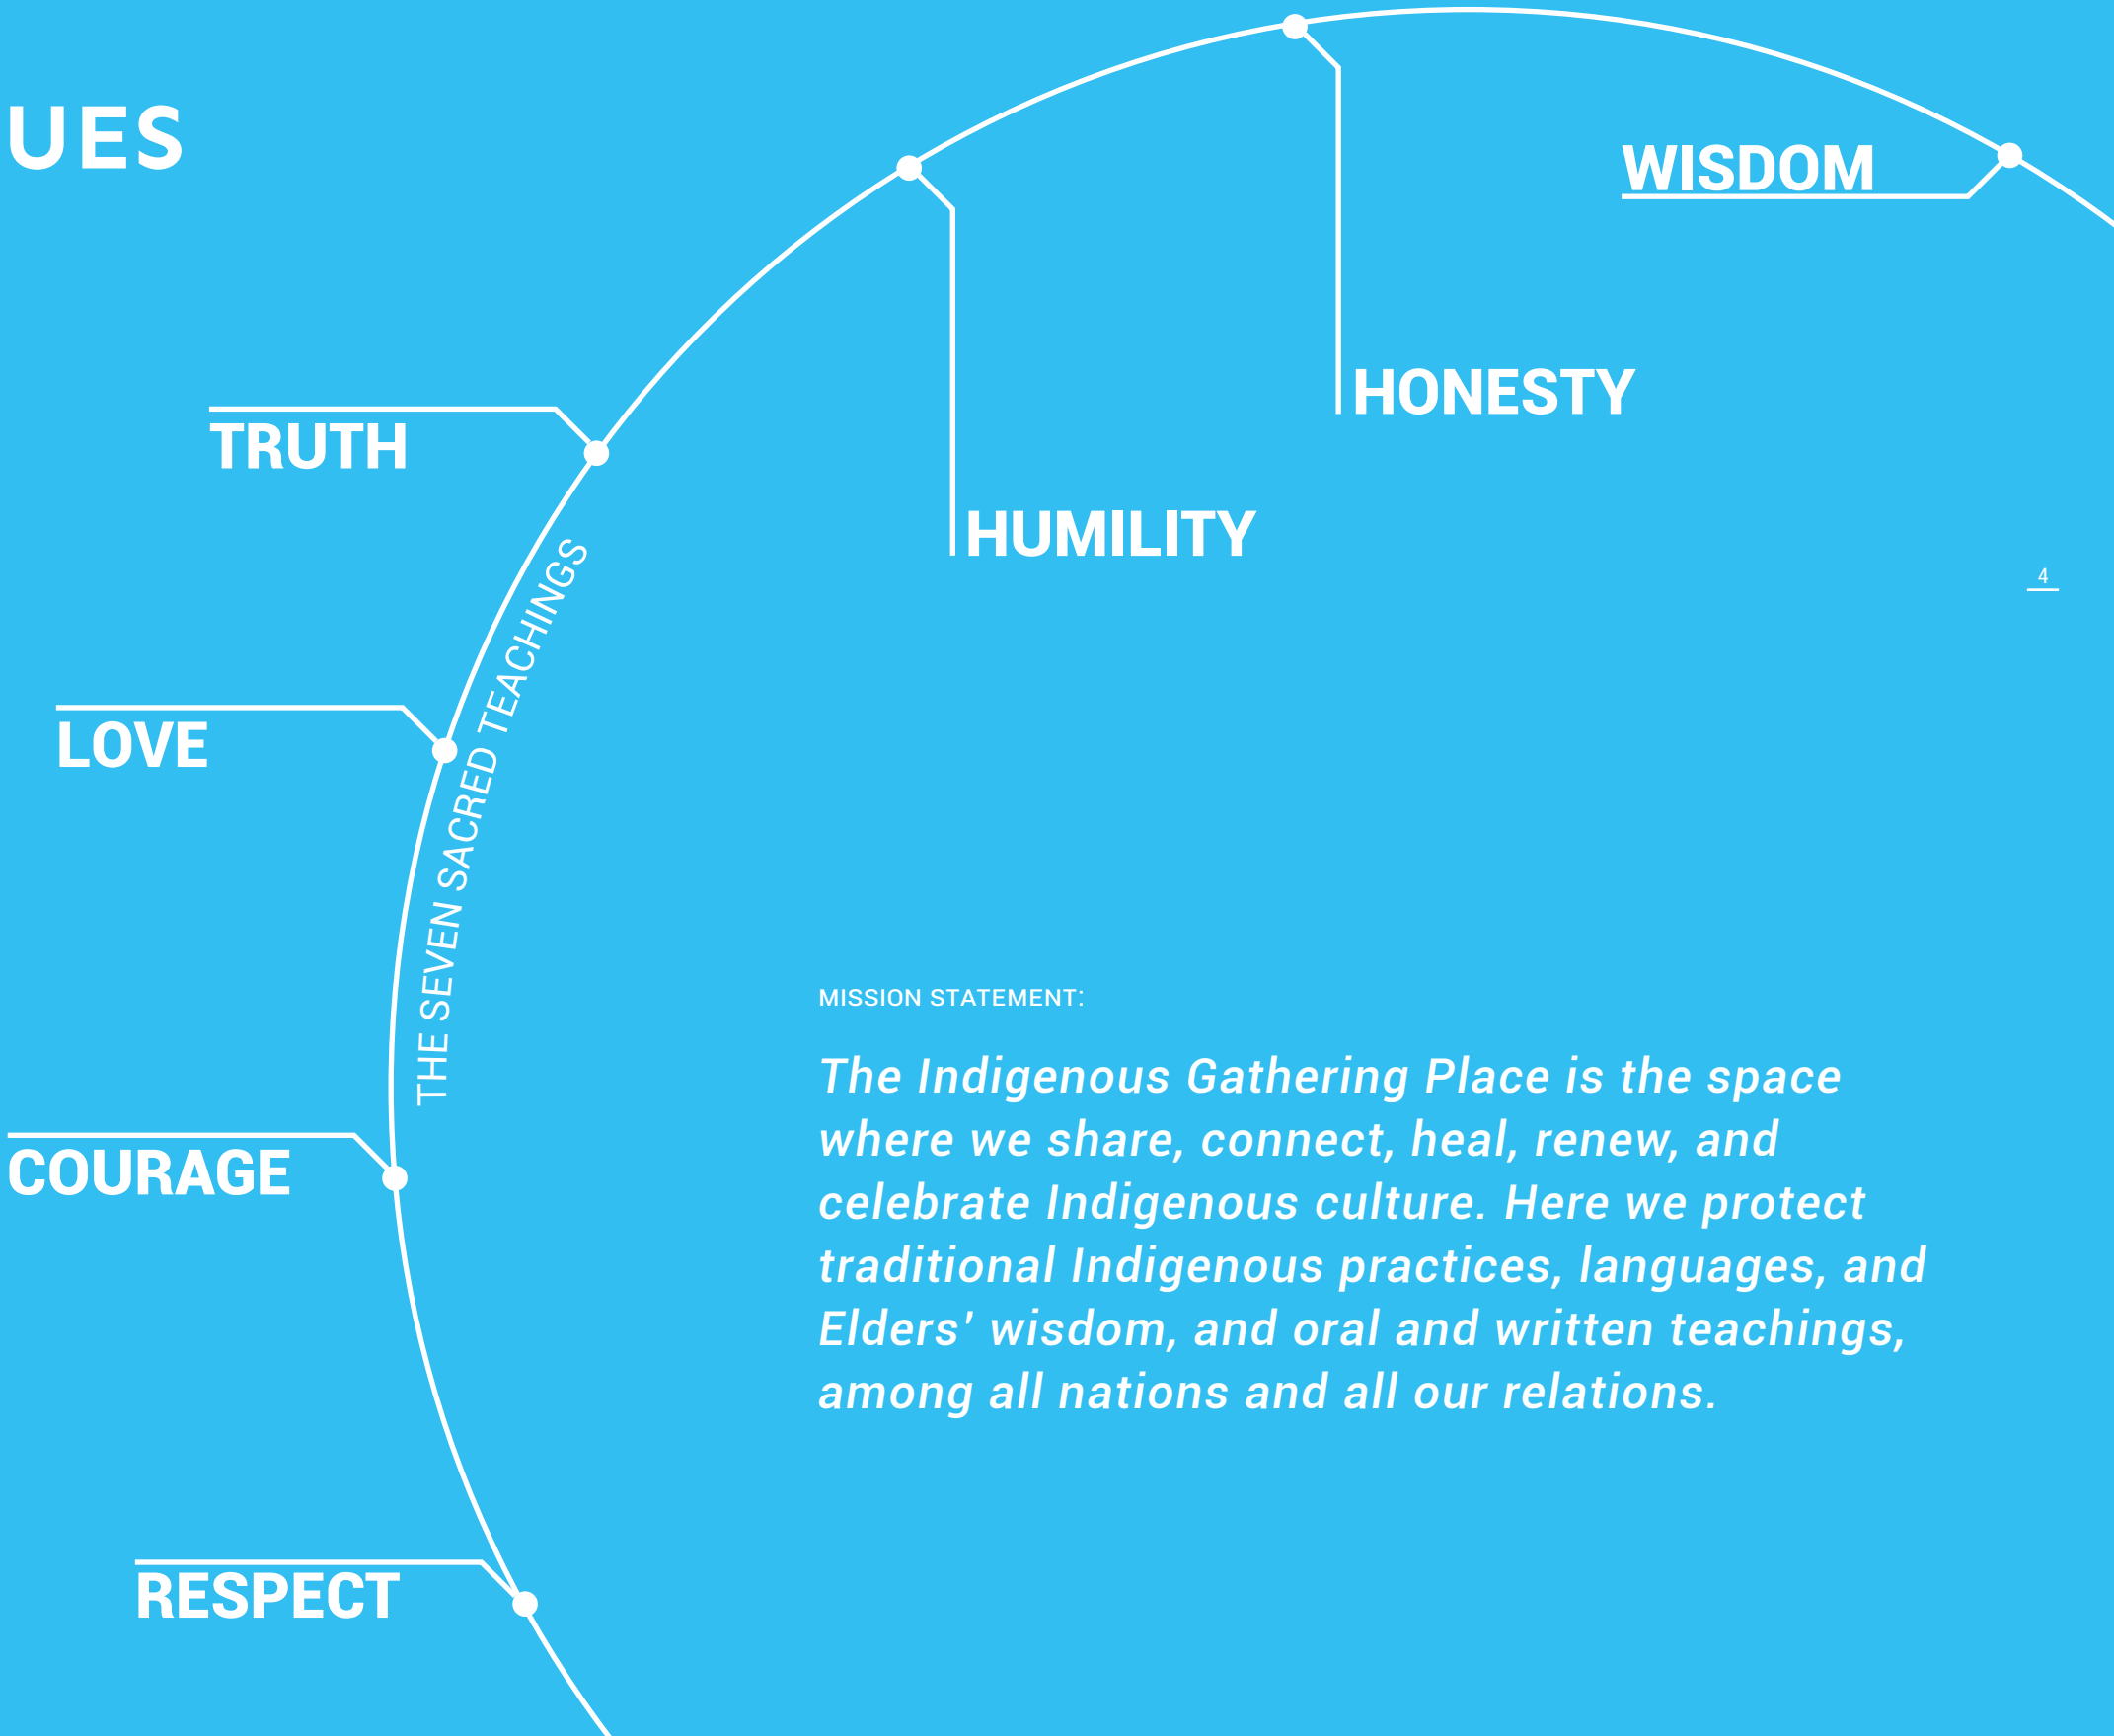 UES
WISDOM
HONESTY
TRUTH
HUMILITY
4
THE SEVEN SACRED TEACHINGS
LOVE
COURAGE
RESPECT
MISSION STATEMENT:
The Indigenous Gathering Place is the space
where we share, connect, heal, renew, and
celebrate Indigenous culture. Here we protect
traditional Indigenous practices, languages, and
Elders’ wisdom, and oral and written teachings,
among all nations and all our relations.